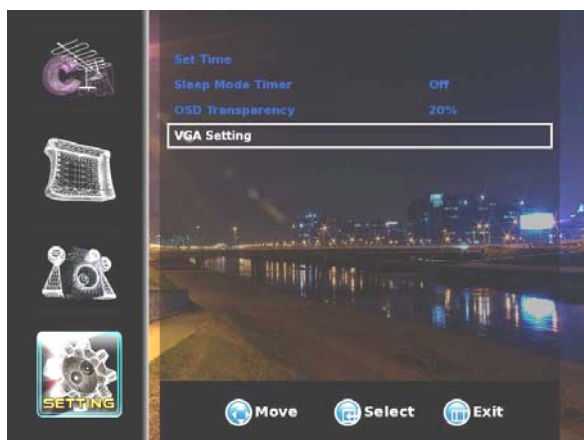 Set Time
Sleep Mode Timer Off
OSD Transparency 20%
VGA Setting
SETTING
Move Select Exit